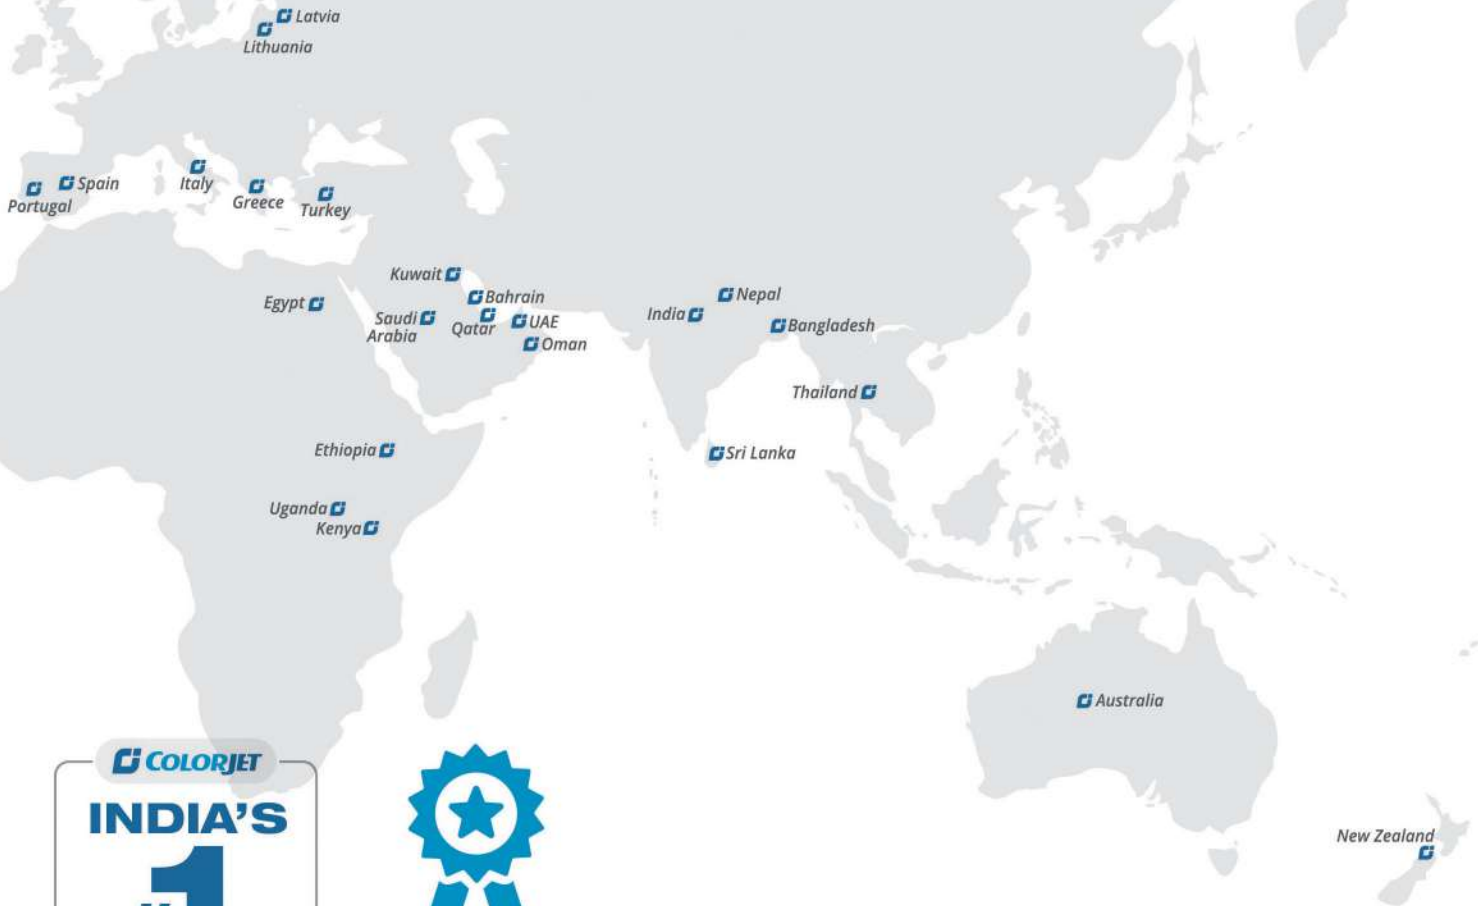 Latvia
Lithuania
Spain
Portugal
Italy
Greece
Turkey
Kuwait
Egypt
Bahrain
Saudi
Arabia
Qatar
UAE
Oman
India
Nepal
Bangladesh
Thailand
Ethiopia
Sri Lanka
Uganda
Kenya
Australia
New Zealand
COLORJET
INDIA'S
#1